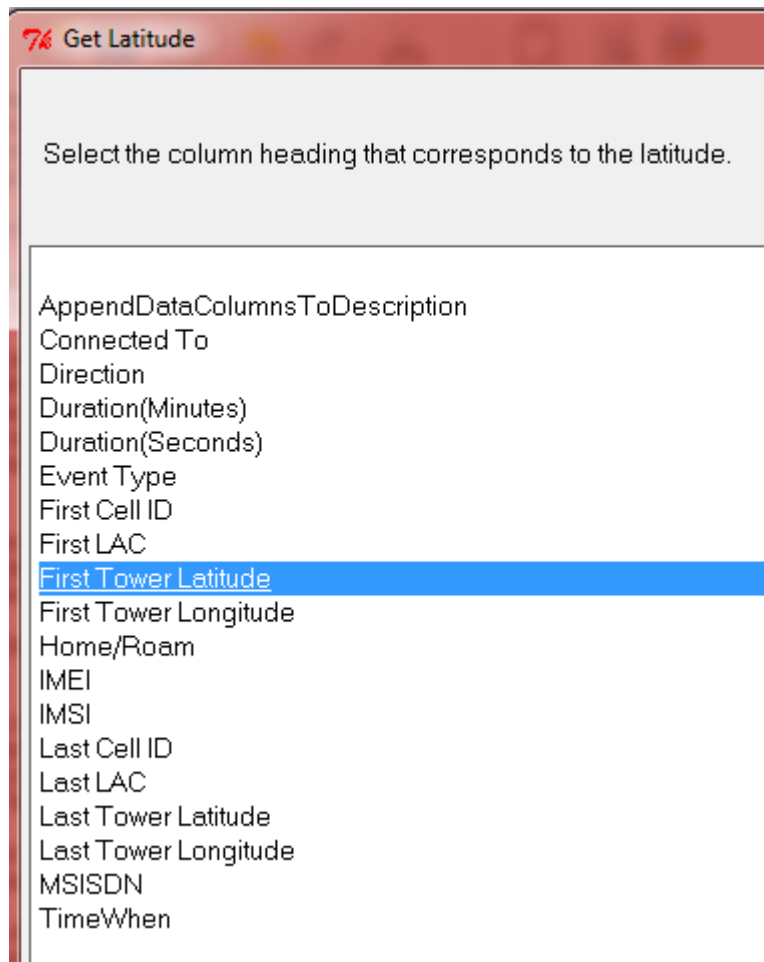 Get Latitude
Select the column heading that corresponds to the latitude.
AppendDataColumnsToDescription
Connected To
Direction
Duration(Minutes)
Duration(Seconds)
Event Type
First Cell ID
First LAC
First Tower Latitude
First Tower Longitude
Home/Roam
IMEI
IMSI
Last Cell ID
Last LAC
Last Tower Latitude
Last Tower Longitude
MSISDN
TimeWhen